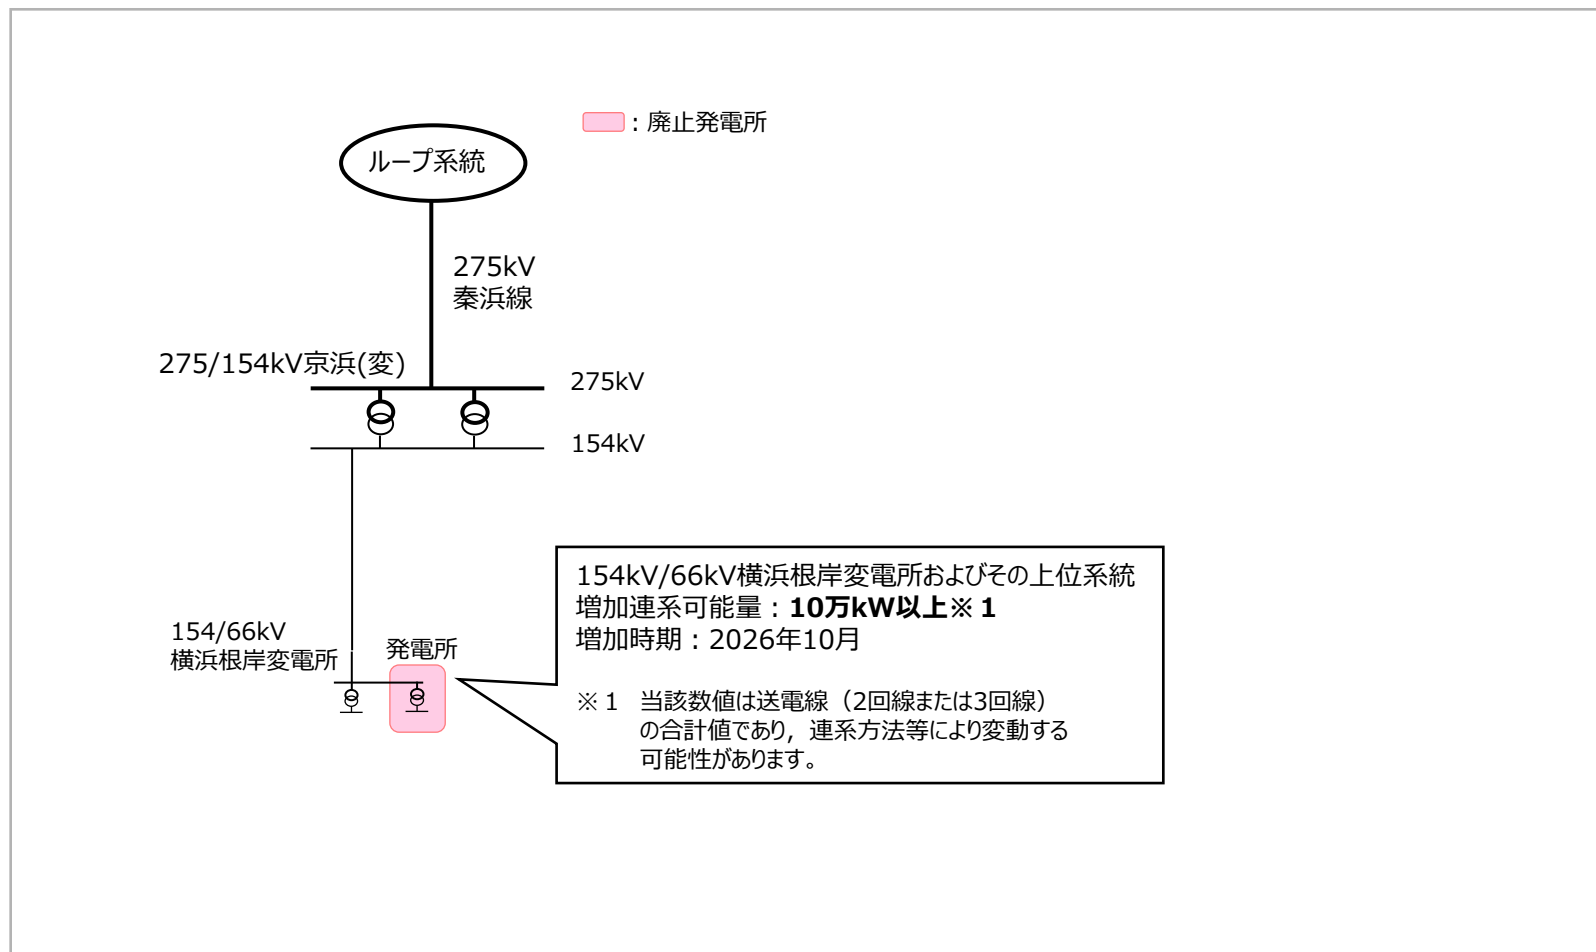 ：廃止発電所
ループ系統
275kV
秦浜線
275/154kV京浜(変)
275kV
154kV
154/66kV
横浜根岸変電所
発電所
154kV/66kV横浜根岸変電所およびその上位系統
増加連系可能量：10万kW以上※１
増加時期：2026年10月
※１ 当該数値は送電線（2回線または3回線）
の合計値であり，連系方法等により変動する
可能性があります。